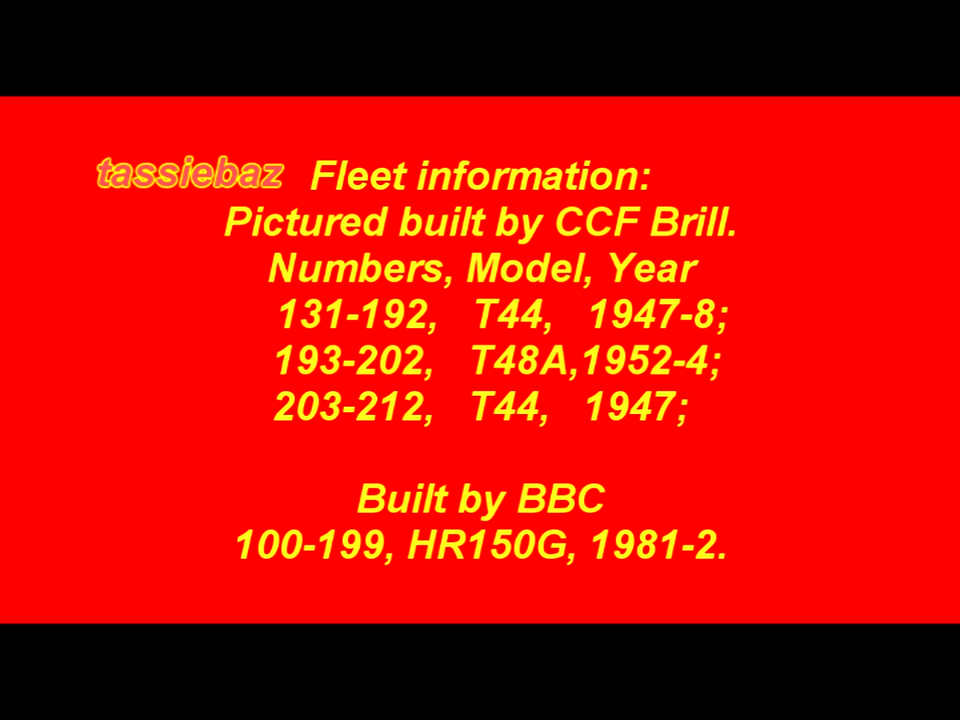 tassiebaz
Fleet information:
Pictured built by CCF Brill.
Numbers, Model, Year
131-192, T44, 1947-8;
193-202, T48A,1952-4;
203-212, T44, 1947;
Built by BBC
100-199, HR150G, 1981-2.